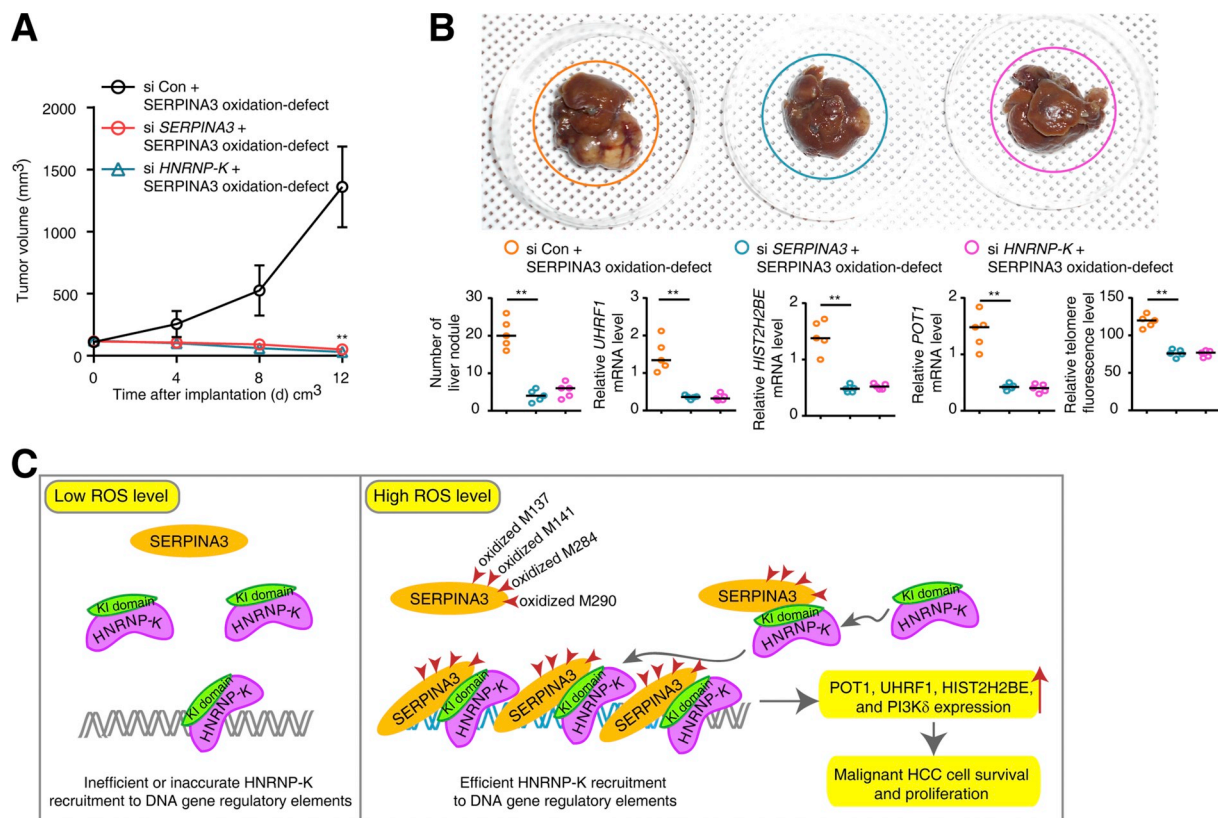 A
si Con +
SERPINA3 oxidation-defect
si SERPINA3 +
SERPINA3 oxidation-defect
si HNRNP-K +
SERPINA3 oxidation-defect
Tumor volume (mm3)
2000
1500
1000
500
0
0
4
8
12
**
Time after implantation (d) cm3
B
si Con +
SERPINA3 oxidation-defect
si SERPINA3 +
SERPINA3 oxidation-defect
si HNRNP-K +
SERPINA3 oxidation-defect
Number of
liver nodule
30
20
10
0
**
Relative UHRF1
mRNA level
3
2
1
0
**
Relative HIST2H2BE
mRNA level
2
1
0
**
Relative POT1
mRNA level
2
1
0
**
Relative telomere
fluorescence level
150
100
50
0
**
C
Low ROS level
SERPINA3
KI domain
HNRNP-K
KI domain
HNRNP-K
KI domain
HNRNP-K
Inefficient or inaccurate HNRNP-K
recruitment to DNA gene regulatory elements
High ROS level
oxidized M137
oxidized M141
oxidized M284
oxidized M290
SERPINA3
SERPINA3
KI domain
HNRNP-K
KI domain
HNRNP-K
SERPINA3
KI domain
HNRNP-K
SERPINA3
KI domain
HNRNP-K
SERPINA3
KI domain
HNRNP-K
Efficient HNRNP-K recruitment
to DNA gene regulatory elements
POT1, UHRF1, HIST2H2BE,
and PI3Kδ expression
Malignant HCC cell survival
and proliferation